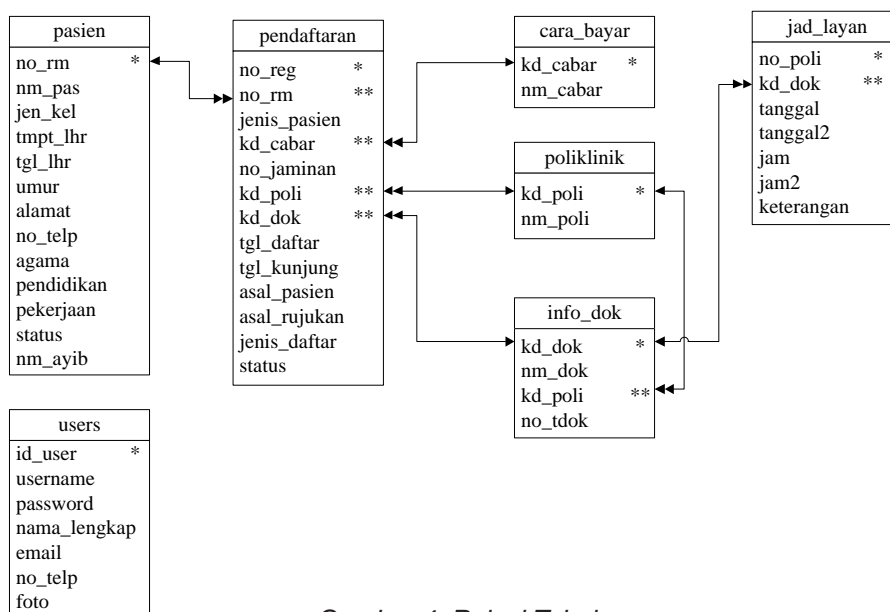 pasien
no_rm *
nm_pas
jen_kel
tmpt_lhr
tgl_lhr
umur
alamat
no_telp
agama
pendidikan
pekerjaan
status
nm_ayib
pendaftaran
no_reg *
no_rm **
jenis_pasien
kd_cabar **
no_jaminan
kd_poli **
kd_dok **
tgl_daftar
tgl_kunjung
asal_pasien
asal_rujukan
jenis_daftar
status
cara_bayar
kd_cabar *
nm_cabar
poliklinik
kd_poli *
nm_poli
info_dok
kd_dok *
nm_dok
kd_poli **
no_tdok
jad_layan
no_poli *
kd_dok **
tanggal
tanggal2
jam
jam2
keterangan
users
id_user *
username
password
nama_lengkap
email
no_telp
foto